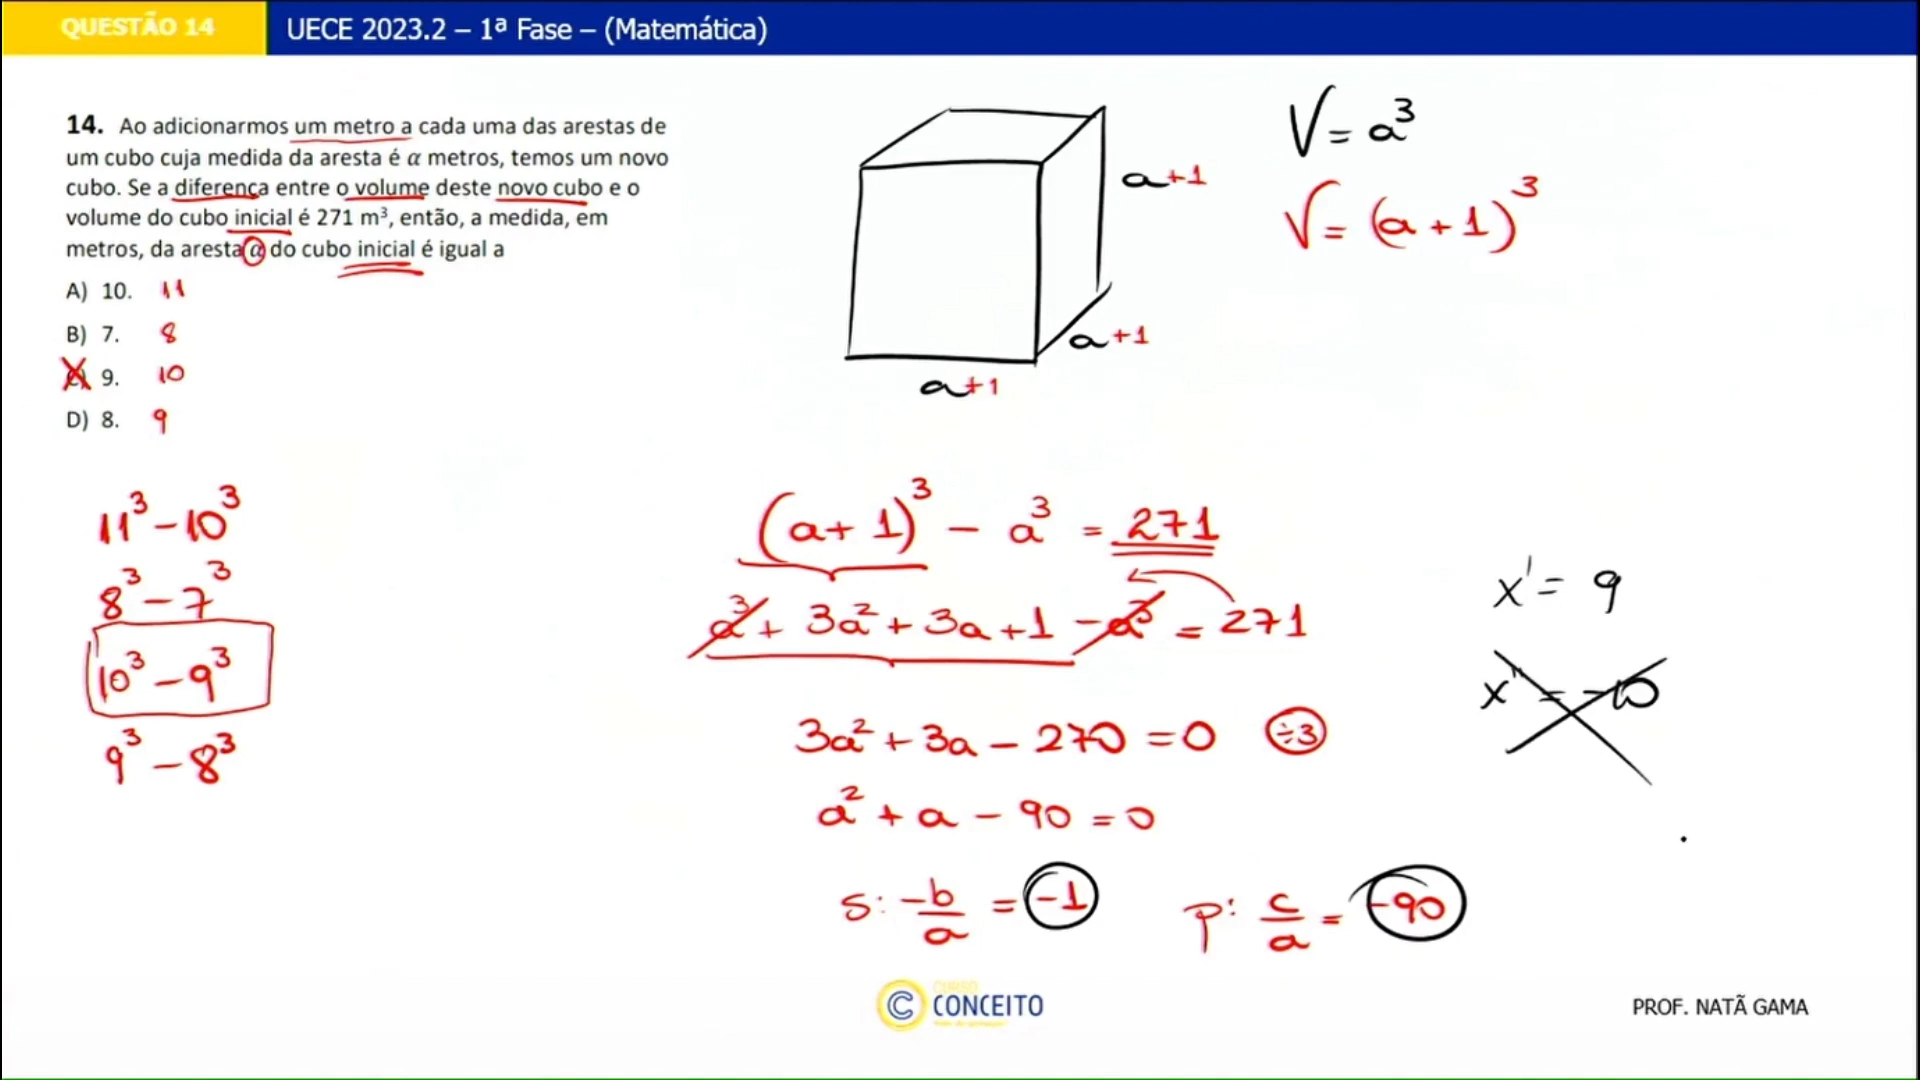 QUESTÃO 14
UECE 2023.2 – 1ª Fase – (Matemática)
14. Ao adicionarmos um metro a cada uma das arestas de
um cubo cuja medida da aresta é α metros, temos um novo
cubo. Se a diferença entre o volume deste novo cubo e o
volume do cubo inicial é 271 m³, então, a medida, em
metros, da aresta α do cubo inicial é igual a
A) 10. 11
B) 7. 8
C) 9. 10
D) 8. 9
11³ - 10³
8³ - 7³
10³ - 9³
9³ - 8³
a+1
a+1
a+1
V = a³
V = (a+1)³
(a+1)³ - a³ = 271
a³ + 3a² + 3a + 1 - a³ = 271
3a² + 3a - 270 = 0 ÷3
a² + a - 90 = 0
s: -b/a = -1
p: c/a = -90
x' = 9
x'' = -10
CURSO
CONCEITO
PROF. NATÃ GAMA